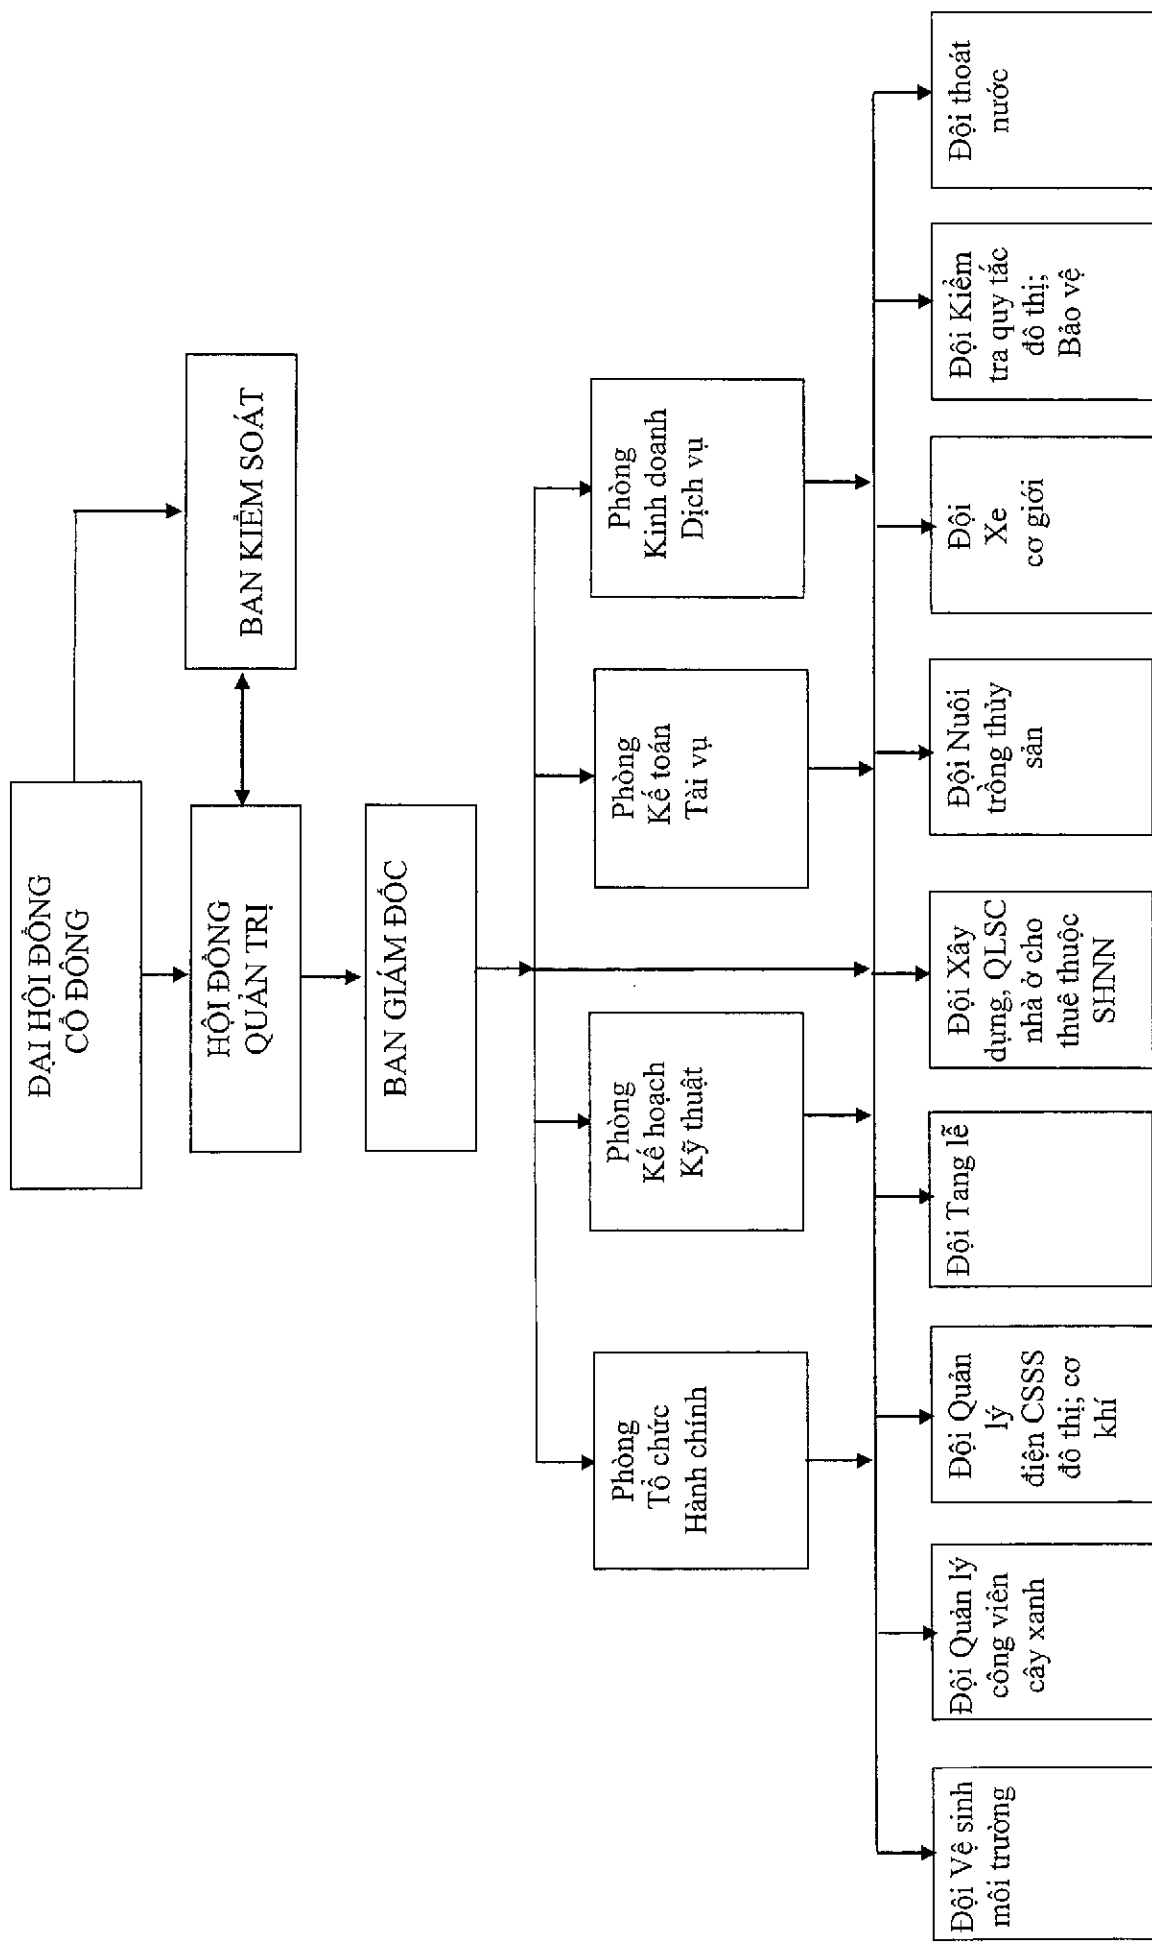 ĐẠI HỘI ĐỒNG
CỔ ĐÔNG
BAN KIỂM SOÁT
HỘI ĐỒNG
QUẢN TRỊ
BAN GIÁM ĐỐC
Phòng
Tổ chức
Hành chính
Phòng
Kế hoạch
Kỹ thuật
Phòng
Kế toán
Tài vụ
Phòng
Kinh doanh
Dịch vụ
Đội Vệ sinh
môi trường
Đội Quản lý
công viên
cây xanh
Đội Quản
lý
điện CSSS
đô thị; cơ
khí
Đội Tang lễ
Đội Xây
dựng, QLSC
nhà ở cho
thuê thuộc
SHNN
Đội Nuôi
trồng thủy
sản
Đội
Xe
cơ giới
Đội Kiểm
tra quy tắc
đô thị;
Bảo vệ
Đội thoát
nước